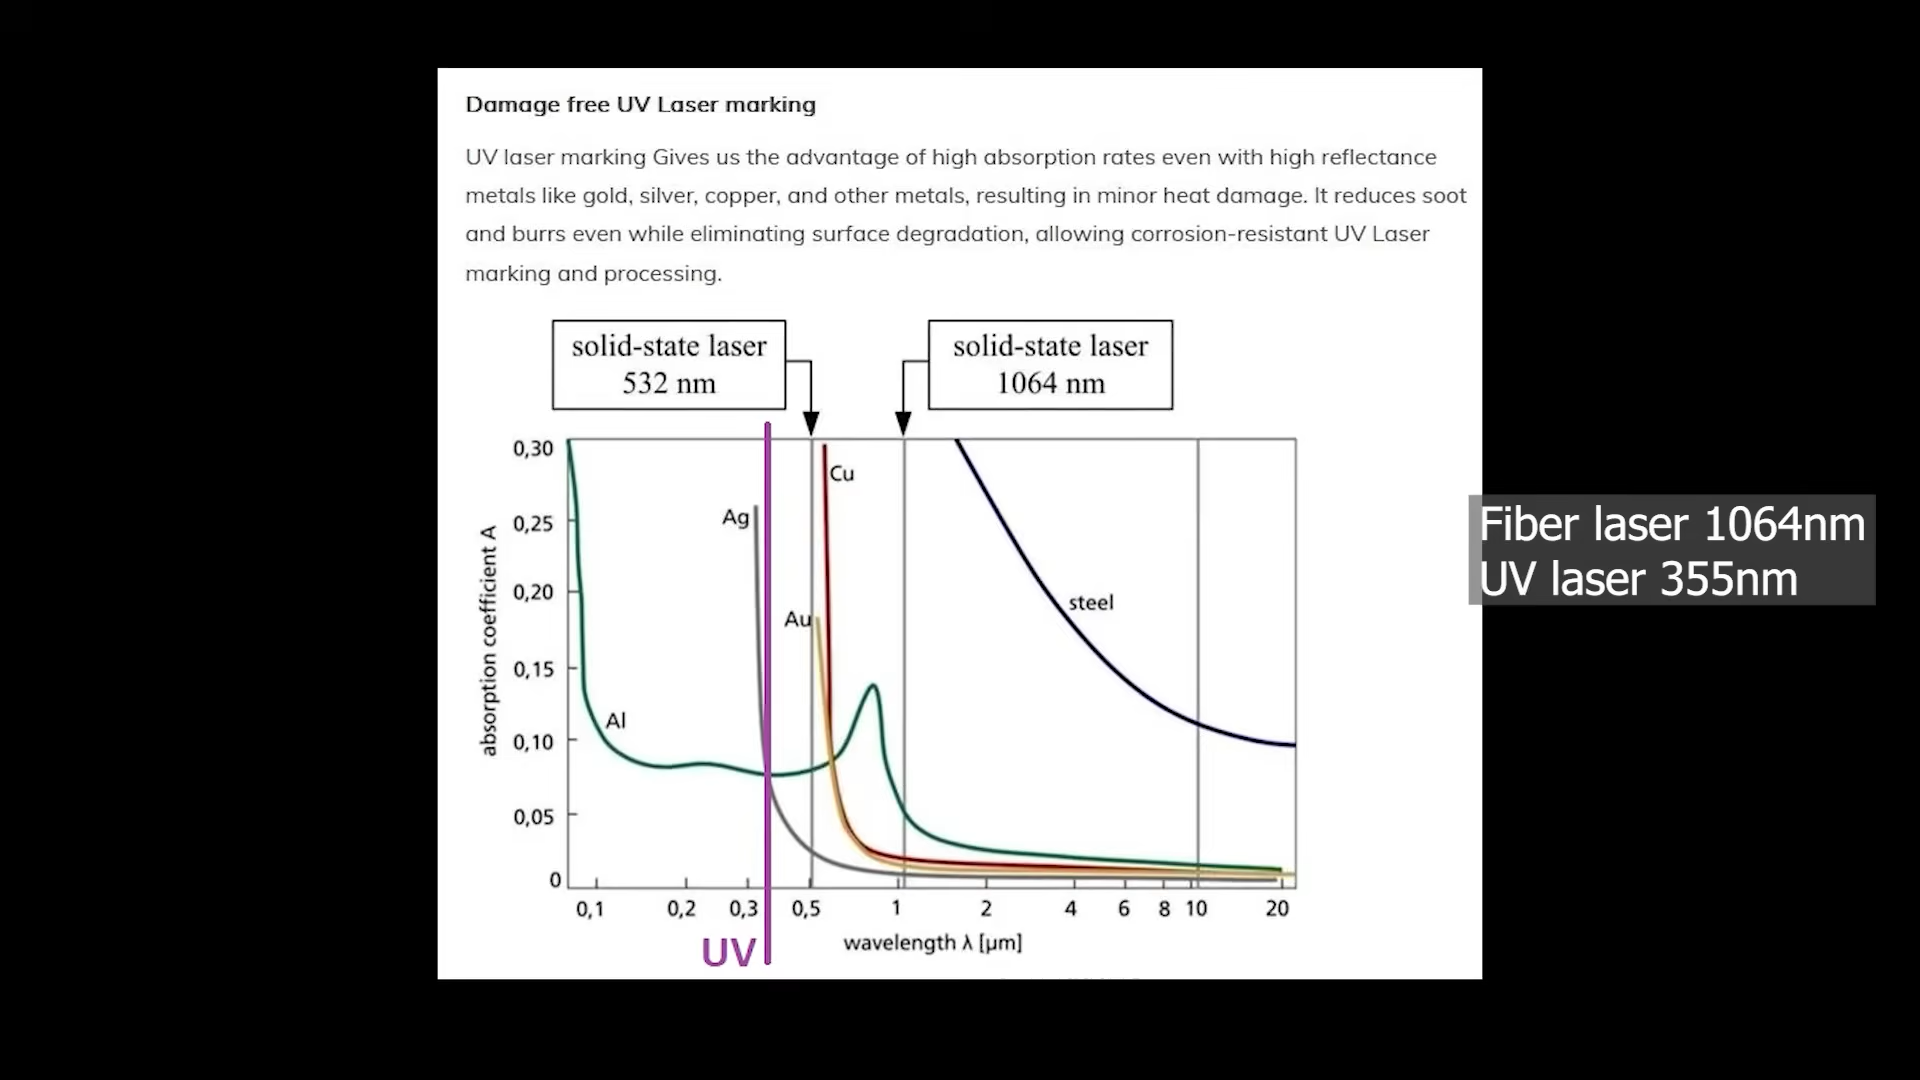 Damage free UV Laser marking
UV laser marking Gives us the advantage of high absorption rates even with high reflectance
metals like gold, silver, copper, and other metals, resulting in minor heat damage. It reduces soot
and burrs even while eliminating surface degradation, allowing corrosion-resistant UV Laser
marking and processing.
solid-state laser
532 nm
solid-state laser
1064 nm
0,30
0,25
0,20
0,15
0,10
0,05
0
absorption coefficient A
Cu
Ag
Au
Al
steel
0,1
0,2
0,3
0,5
1
2
4
6
8
10
20
wavelength λ [µm]
UV
Fiber laser 1064nm
UV laser 355nm